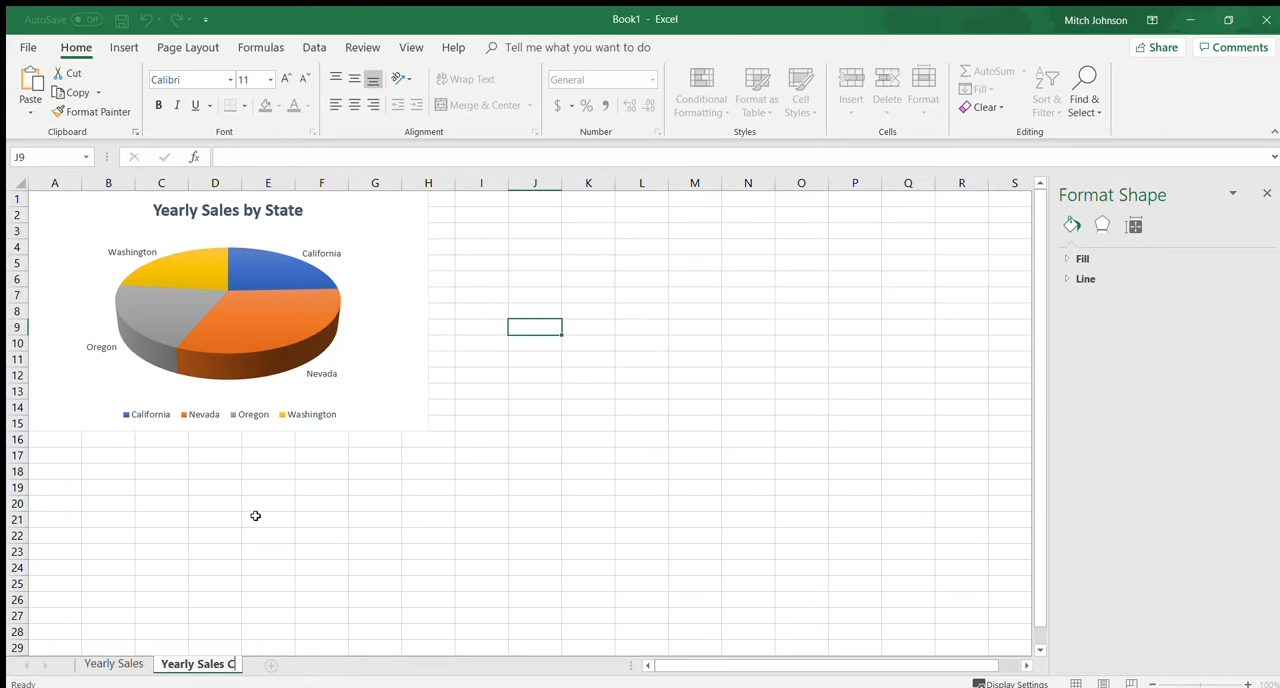 AutoSave Off Book1 - Excel Mitch Johnson
File Home Insert Page Layout Formulas Data Review View Help Tell me what you want to do Share Comments
Paste Cut Copy Format Painter Clipboard
Calibri 11 A A B I U A Font
Wrap Text Merge & Center Alignment
General $ % , Number
Conditional Formatting Format as Table Cell Styles Styles
Insert Delete Format Cells
AutoSum Fill Clear Sort & Filter Find & Select Editing
J9 fx
A B C D E F G H I J K L M N O P Q R S
1
2
3
4
5
6
7
8
9
10
11
12
13
14
15
16
17
18
19
20
21
22
23
24
25
26
27
28
29
Yearly Sales by State
Washington California
Oregon
Nevada
California Nevada Oregon Washington
Format Shape
Fill
Line
Yearly Sales Yearly Sales C
Ready Display Settings 100%